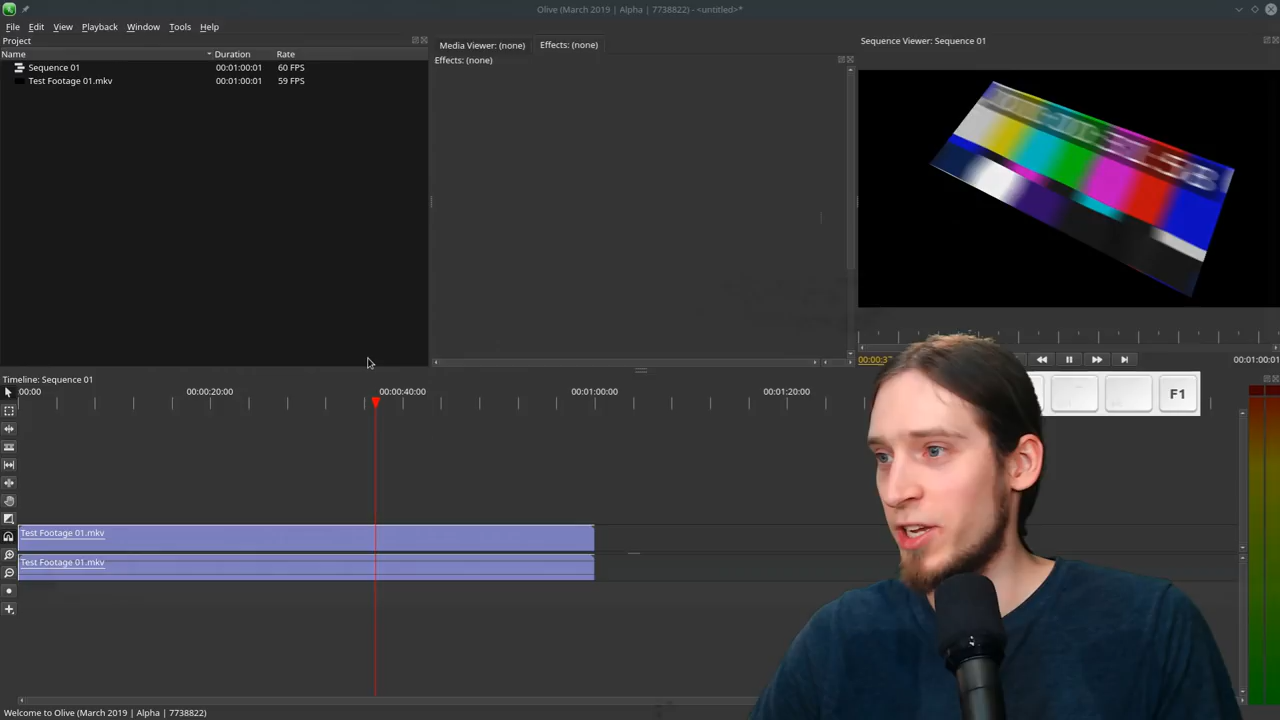 Olive (March 2019 | Alpha | 7738822) - <untitled>*
File Edit View Playback Window Tools Help
Project
Name Duration Rate
Sequence 01 00:01:00:01 60 FPS
Test Footage 01.mkv 00:01:00:01 59 FPS
Media Viewer: (none) Effects: (none)
Effects: (none)
Sequence Viewer: Sequence 01
00:01:00:01
F1
Timeline: Sequence 01
00:00 00:00:20:00 00:00:40:00 00:01:00:00 00:01:20:00
Test Footage 01.mkv
Test Footage 01.mkv
Welcome to Olive (March 2019 | Alpha | 7738822)